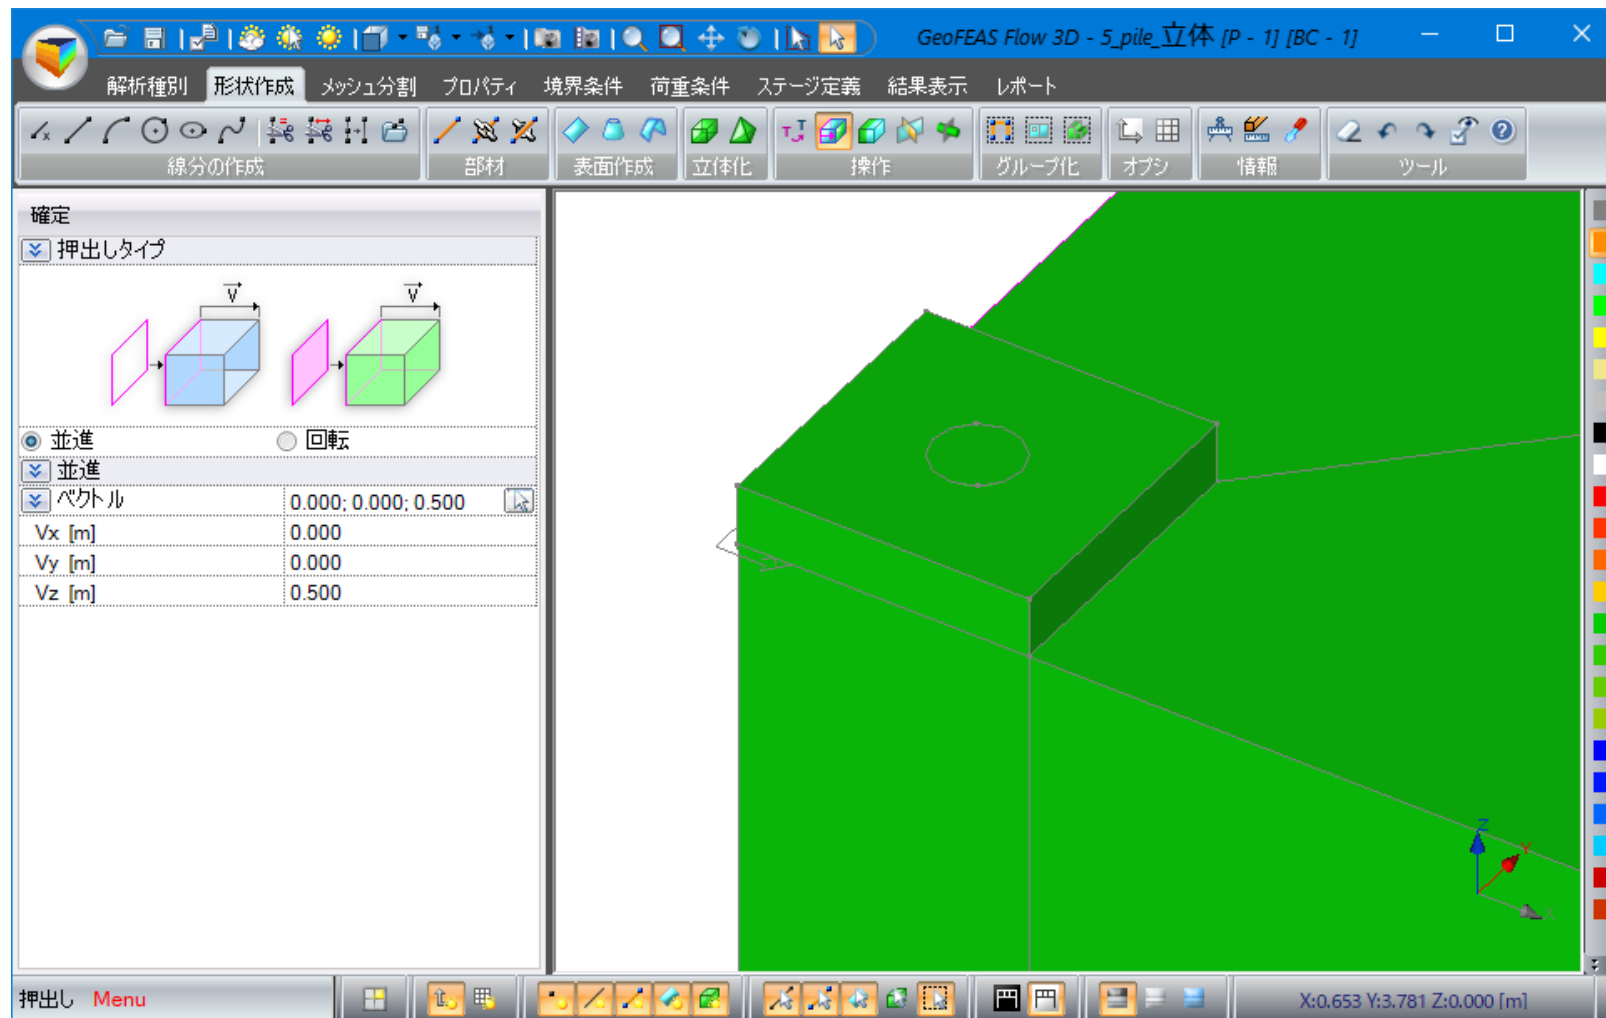 GeoFEAS Flow 3D - 5_pile_立体 [P - 1] [BC - 1]
解析種別 形状作成 メッシュ分割 プロパティ 境界条件 荷重条件 ステージ定義 結果表示 レポート
線分の作成 部材 表面作成 立体化 操作 グループ化 オプシ 情報 ツール
確定
押出しタイプ
V V
並進 回転
並進
ベクトル 0.000; 0.000; 0.500
Vx [m] 0.000
Vy [m] 0.000
Vz [m] 0.500
Z
Y
X
押出し Menu
X:0.653 Y:3.781 Z:0.000 [m]